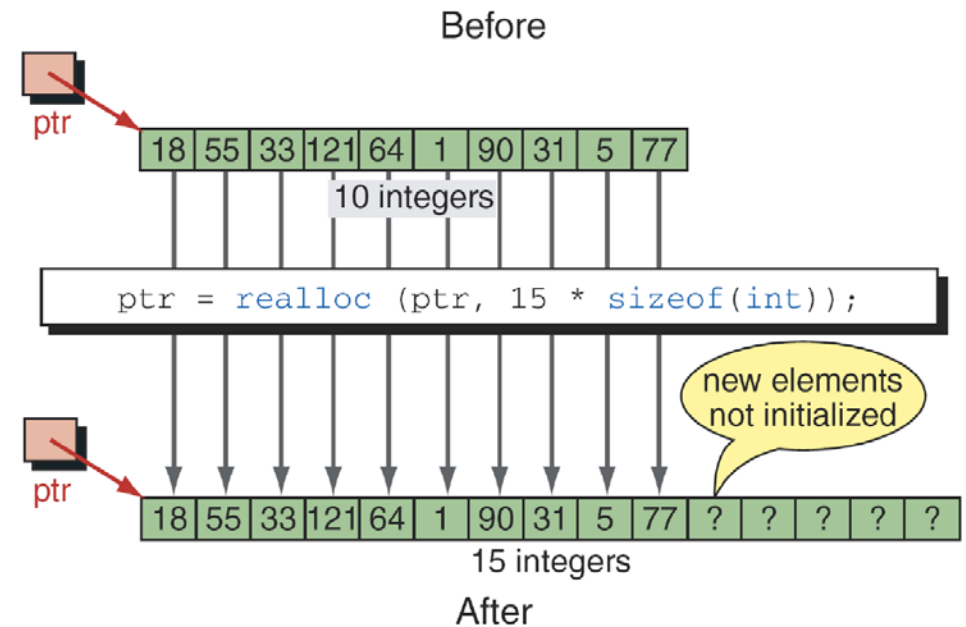 Before
ptr
18 55 33 121 64 1 90 31 5 77
10 integers
ptr = realloc (ptr, 15 * sizeof(int));
new elements
not initialized
ptr
18 55 33 121 64 1 90 31 5 77 ? ? ? ? ?
15 integers
After